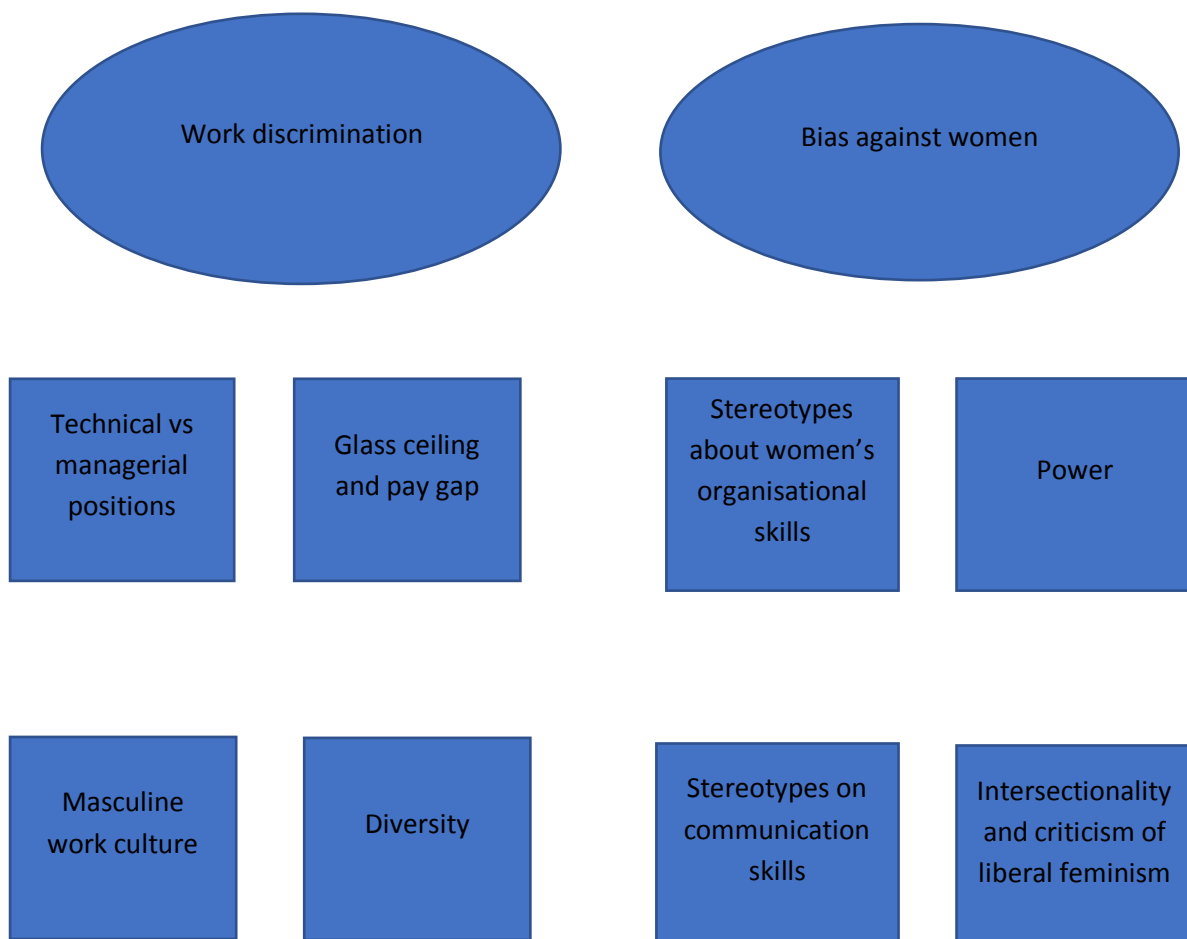 Work discrimination
Bias against women
Technical vs
managerial
positions
Glass ceiling
and pay gap
Stereotypes
about women’s
organisational
skills
Power
Masculine
work culture
Diversity
Stereotypes on
communication
skills
Intersectionality
and criticism of
liberal feminism